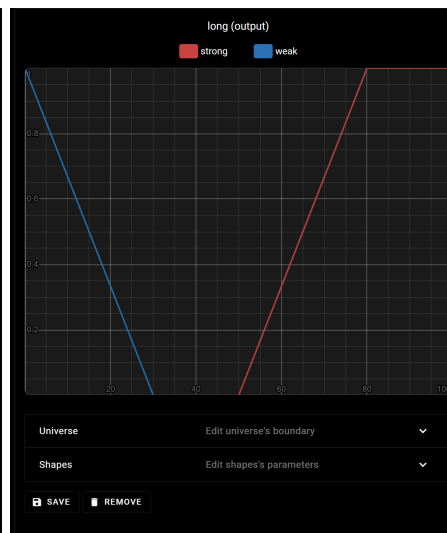 long (output)
strong weak
1
0.8
0.6
0.4
0.2
20 40 60 80 100
Universe Edit universe's boundary
Shapes Edit shapes's parameters
SAVE REMOVE